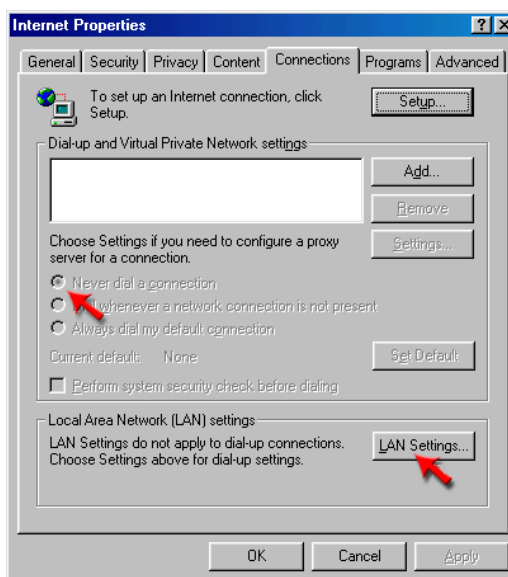 Internet Properties
General Security Privacy Content Connections Programs Advanced
To set up an Internet connection, click
Setup.
Setup...
Dial-up and Virtual Private Network settings
Add...
Remove
Choose Settings if you need to configure a proxy
server for a connection.
Settings...
Never dial a connection
whenever a network connection is not present
Always dial my default connection
Current default: None
Set Default
Perform system security check before dialing
Local Area Network (LAN) settings
LAN Settings do not apply to dial-up connections.
Choose Settings above for dial-up settings.
LAN Settings...
OK Cancel Apply